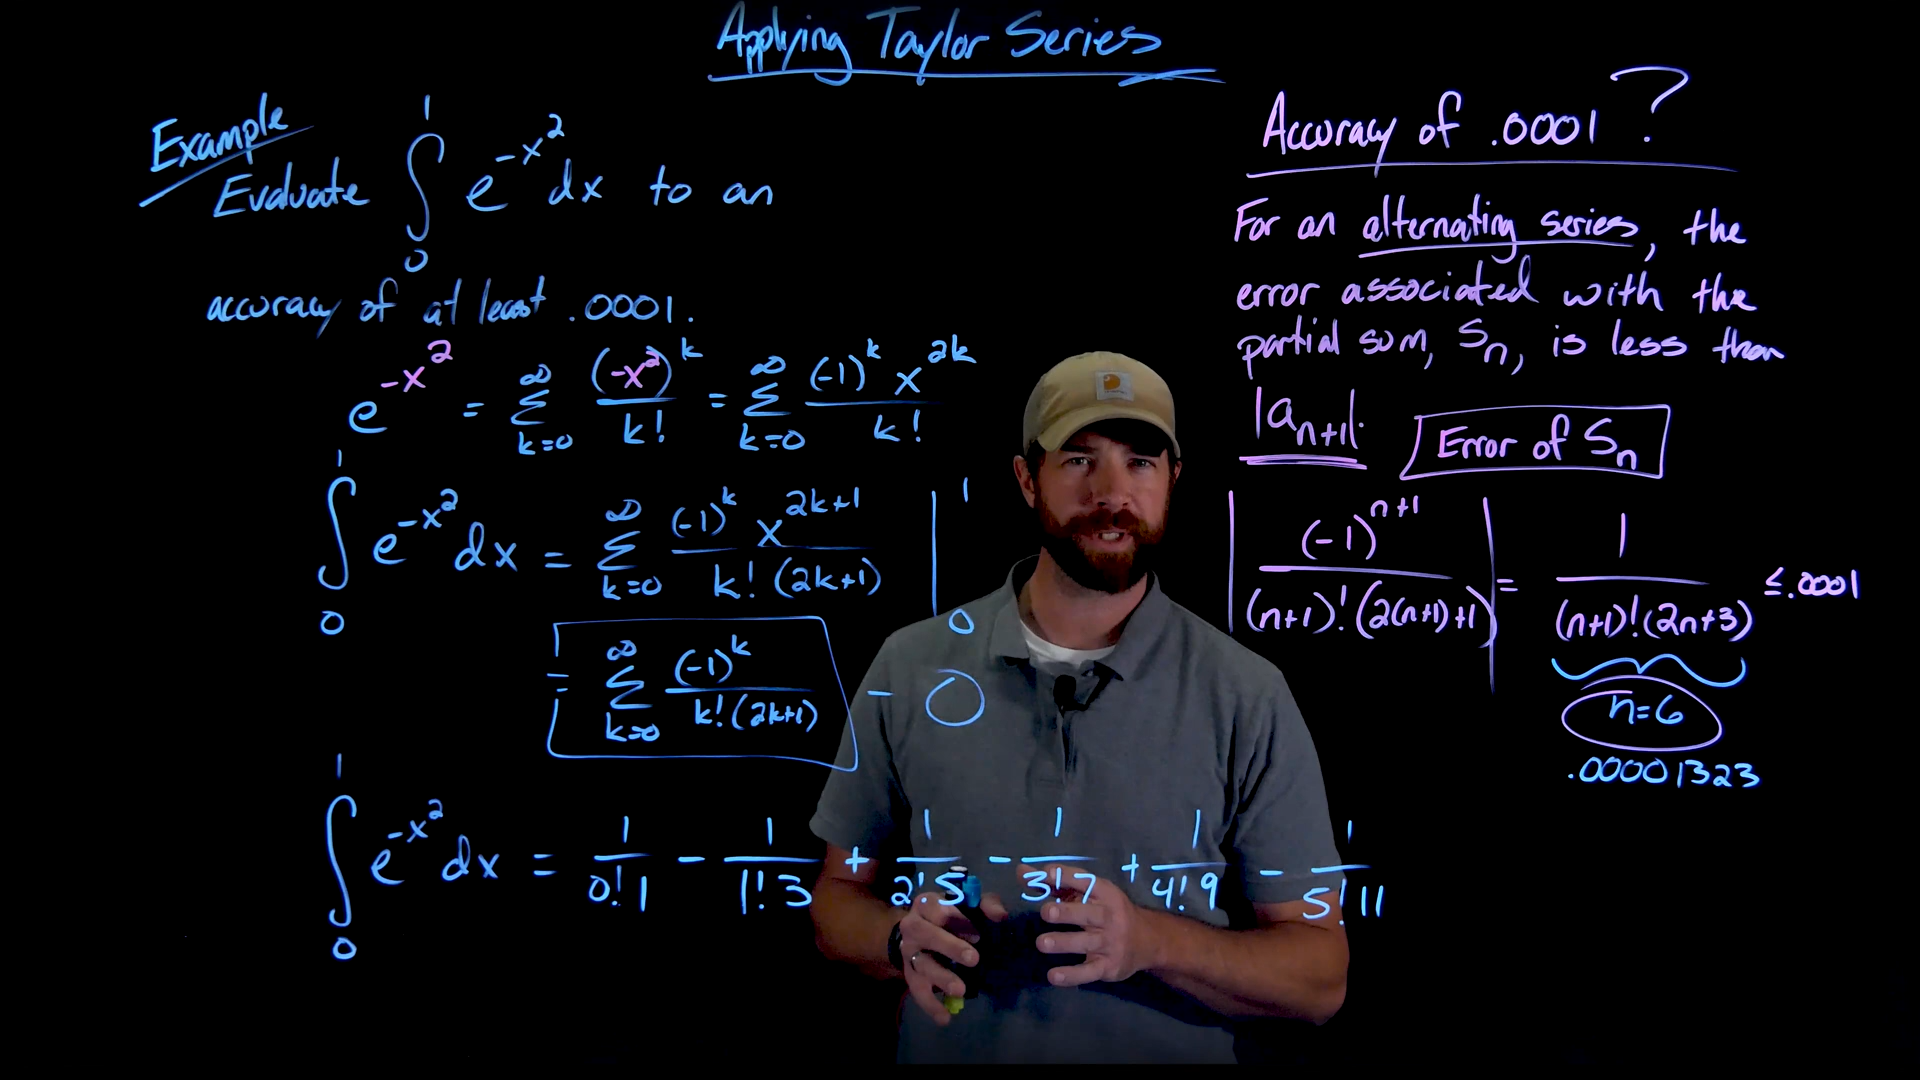 Applying Taylor Series
Example
Evaluate ∫₀¹ e^(-x²) dx to an
accuracy of at least .0001.
e^(-x²) = ∑_{k=0}^{∞} (-x²)^k / k! = ∑_{k=0}^{∞} (-1)^k x^(2k) / k!
∫₀¹ e^(-x²) dx = ∑_{k=0}^{∞} (-1)^k x^(2k+1) / k! (2k+1) |₀¹
= ∑_{k=0}^{∞} (-1)^k / k! (2k+1) - 0
∫₀¹ e^(-x²) dx = 1/0!1 - 1/1!3 + 1/2!5 - 1/3!7 + 1/4!9 - 1/5!11
Accuracy of .0001?
For an alternating series, the
error associated with the
partial sum, Sₙ, is less than
|aₙ₊₁|.
Error of Sₙ
|(-1)^(n+1) / (n+1)! (2(n+1)+1)| = 1 / (n+1)! (2n+3) ≤ .0001
n=6
.00001323